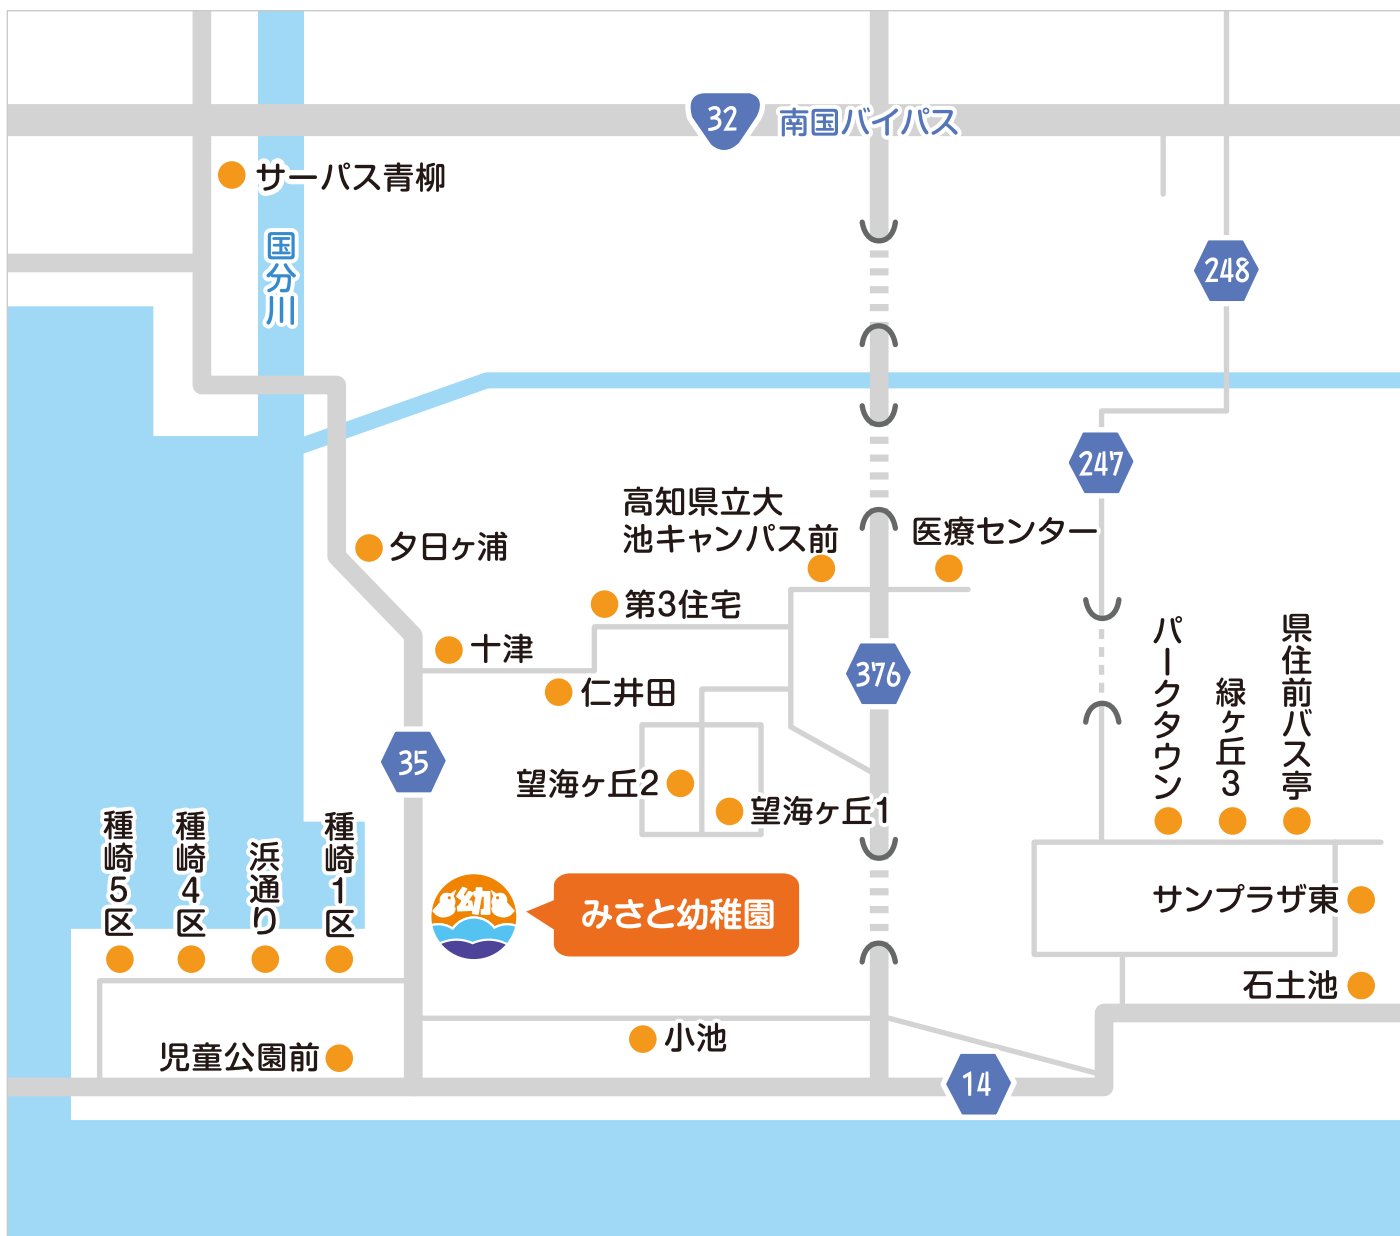 32
南国バイパス
サーパス青柳
国分川
248
247
高知県立大
池キャンパス前
医療センター
夕日ヶ浦
第3住宅
十津
仁井田
376
パークタウン
緑ヶ丘3
県住前バス亭
35
望海ヶ丘2
望海ヶ丘1
種崎5区
種崎4区
浜通り
種崎1区
幼
みさと幼稚園
サンプラザ東
石土池
小池
児童公園前
14